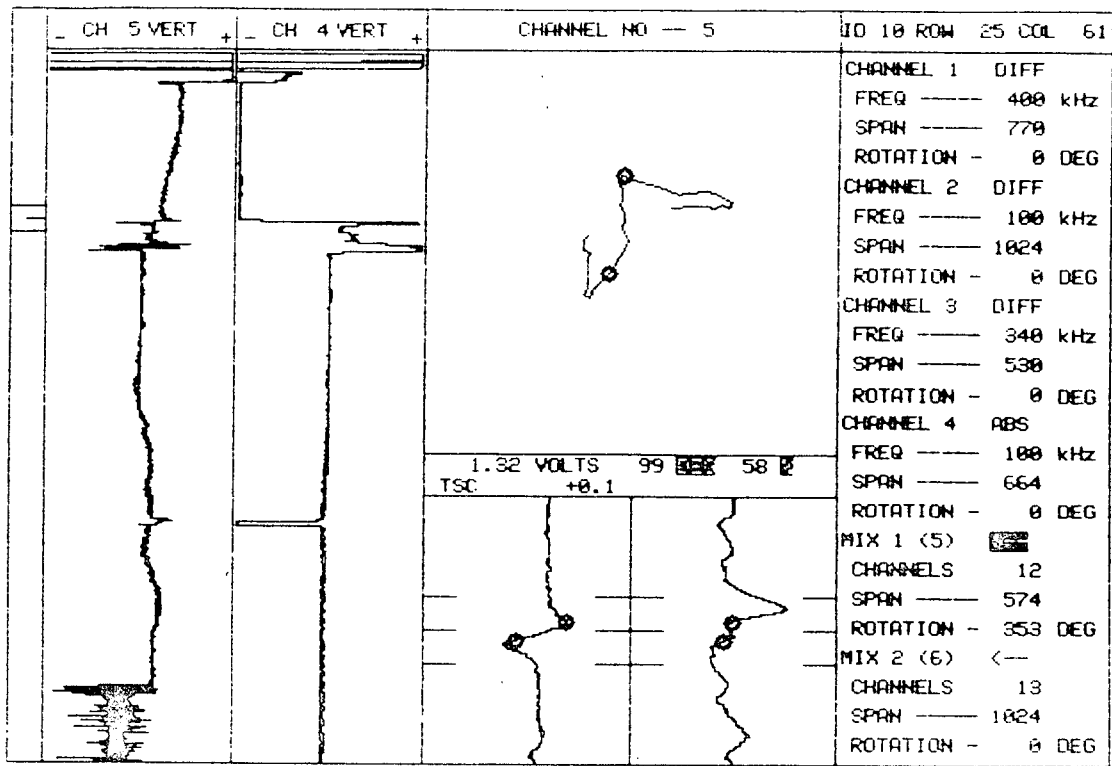 _ CH 5 VERT +
_ CH 4 VERT +
CHANNEL NO -- 5
ID 10 ROW 25 COL 61
CHANNEL 1 DIFF
FREQ ----- 400 kHz
SPAN ----- 770
ROTATION - 0 DEG
CHANNEL 2 DIFF
FREQ ----- 100 kHz
SPAN ----- 1024
ROTATION - 0 DEG
CHANNEL 3 DIFF
FREQ ----- 340 kHz
SPAN ----- 530
ROTATION - 0 DEG
CHANNEL 4 ABS
FREQ ----- 100 kHz
SPAN ----- 664
ROTATION - 0 DEG
MIX 1 (5)
CHANNELS 12
SPAN ----- 574
ROTATION - 353 DEG
MIX 2 (6) <--
CHANNELS 13
SPAN ----- 1024
ROTATION - 0 DEG
1.32 VOLTS 99 58
TSC +0.1